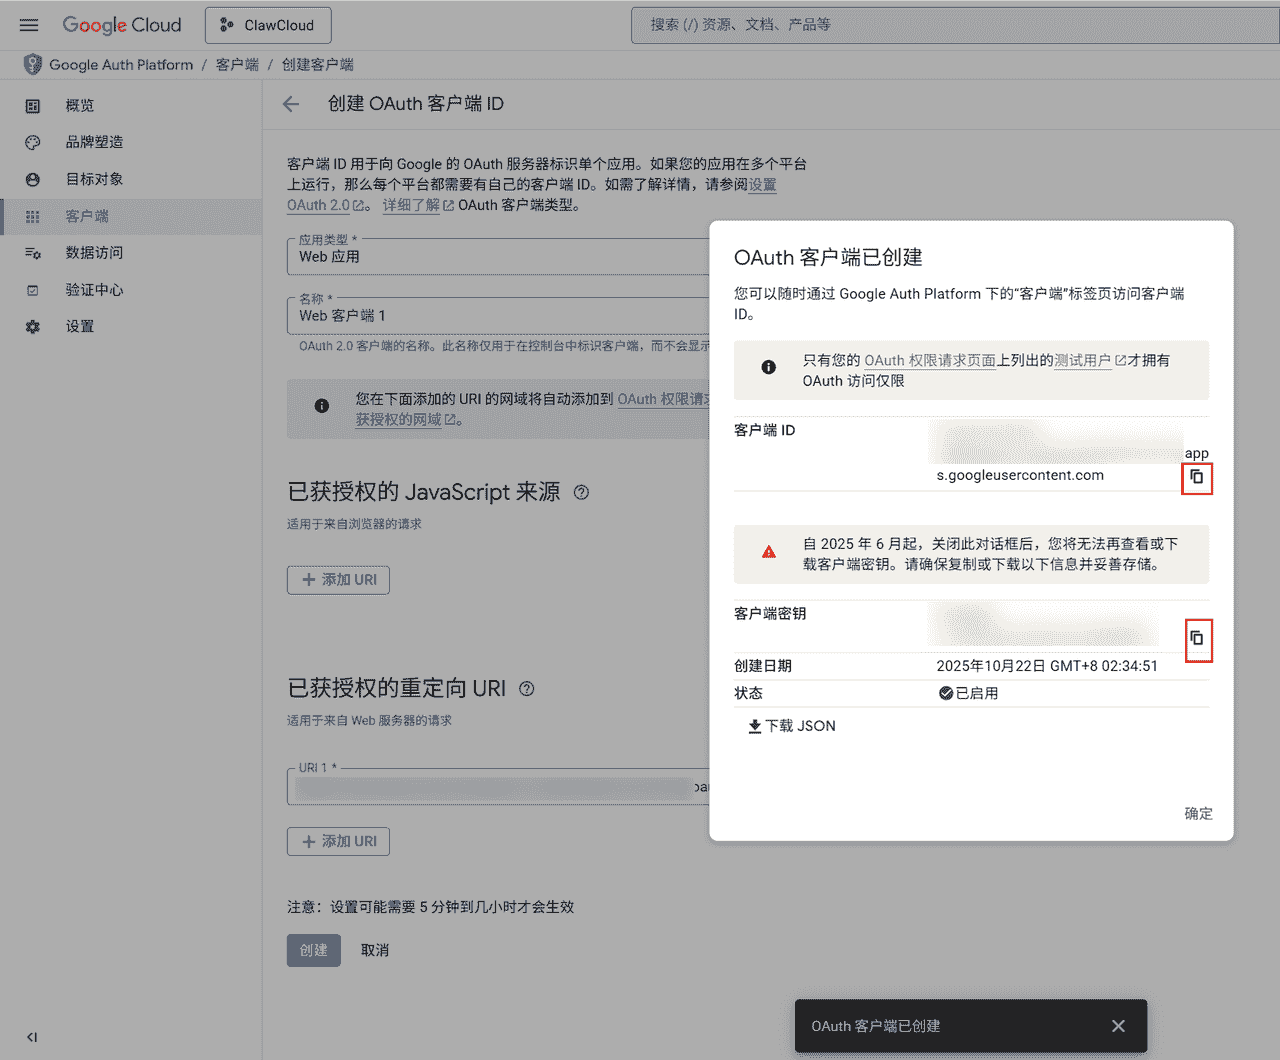 Google Cloud
ClawCloud
搜索 (/) 资源、文档、产品等
Google Auth Platform / 客户端 / 创建客户端
概览
品牌塑造
目标对象
客户端
数据访问
验证中心
设置
创建 OAuth 客户端 ID
客户端 ID 用于向 Google 的 OAuth 服务器标识单个应用。如果您的应用在多个平台
上运行，那么每个平台都需要有自己的客户端 ID。如需了解详情，请参阅设置
OAuth 2.0。 详细了解 OAuth 客户端类型。
应用类型 *
Web 应用
名称 *
Web 客户端 1
OAuth 2.0 客户端的名称。此名称仅用于在控制台中标识客户端，而不会显示
您在下面添加的 URI 的网域将自动添加到 OAuth 权限请求
获授权的网域。
已获授权的 JavaScript 来源
适用于来自浏览器的请求
添加 URI
已获授权的重定向 URI
适用于来自 Web 服务器的请求
URI 1 *
添加 URI
注意：设置可能需要 5 分钟到几小时才会生效
创建
取消
OAuth 客户端已创建
您可以随时通过 Google Auth Platform 下的“客户端”标签页访问客户端
ID。
只有您的 OAuth 权限请求页面上列出的测试用户才拥有
OAuth 访问仅限
客户端 ID
app
s.googleusercontent.com
自 2025 年 6 月起，关闭此对话框后，您将无法再查看或下
载客户端密钥。请确保复制或下载以下信息并妥善存储。
客户端密钥
创建日期
2025年10月22日 GMT+8 02:34:51
状态
已启用
下载 JSON
确定
OAuth 客户端已创建